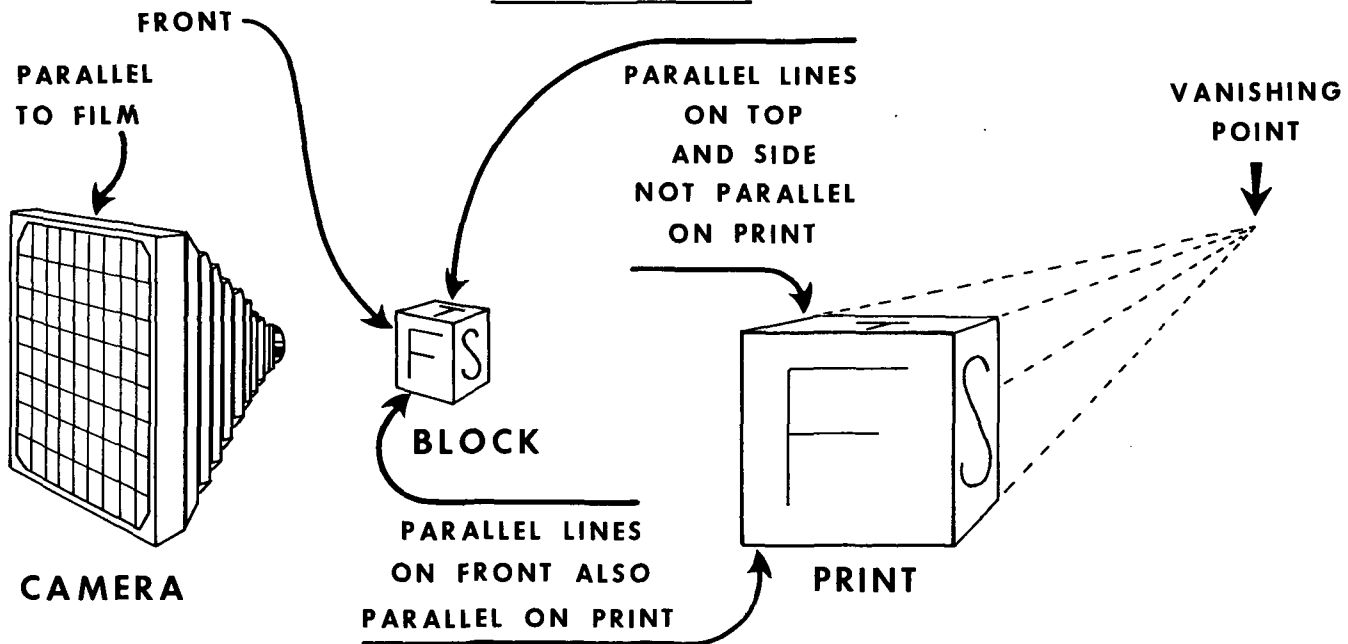 FRONT
PARALLEL
TO FILM
PARALLEL LINES
ON TOP
AND SIDE
NOT PARALLEL
ON PRINT
VANISHING
POINT
T
F S
BLOCK
T
F S
PARALLEL LINES
ON FRONT ALSO
PARALLEL ON PRINT
CAMERA
PRINT